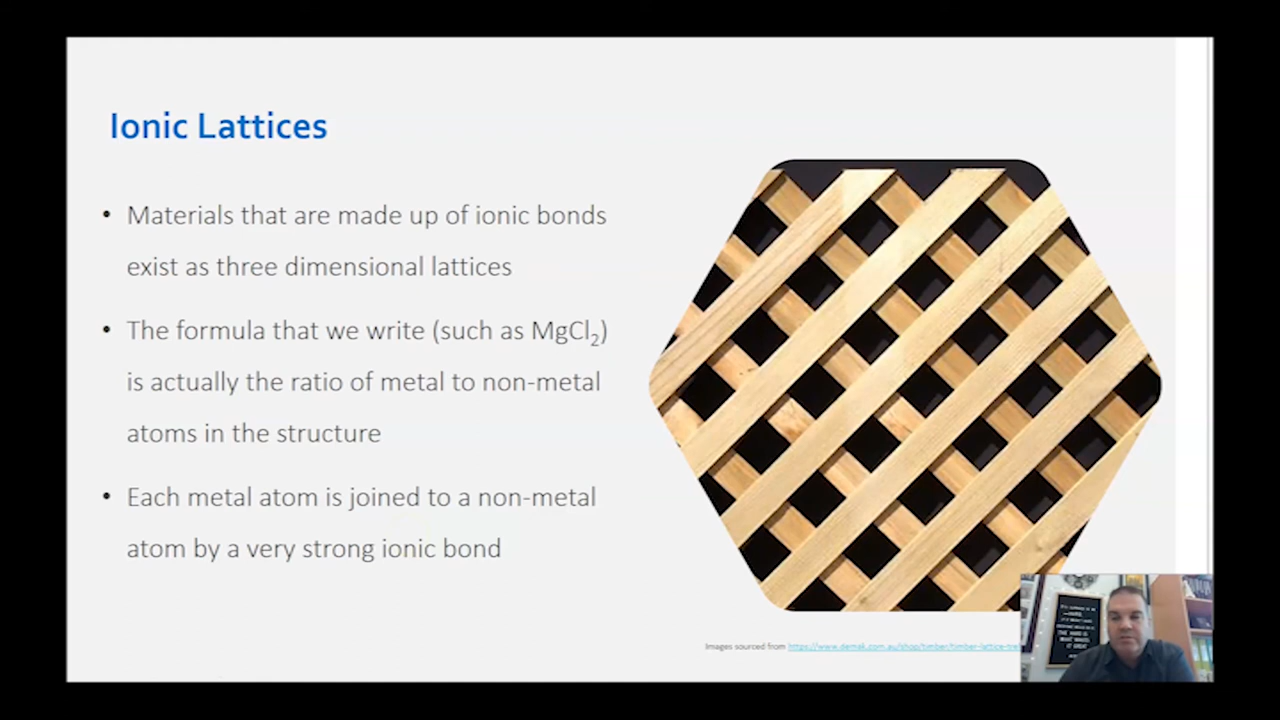 Ionic Lattices
• Materials that are made up of ionic bonds
exist as three dimensional lattices
• The formula that we write (such as MgCl₂)
is actually the ratio of metal to non-metal
atoms in the structure
• Each metal atom is joined to a non-metal
atom by a very strong ionic bond
Images sourced from